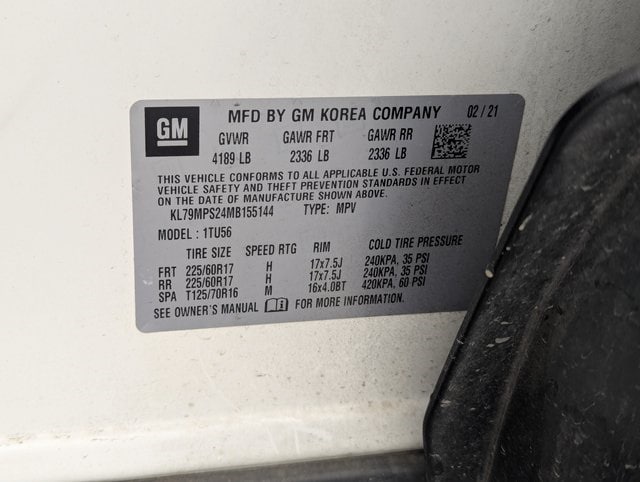 GM
MFD BY GM KOREA COMPANY 02 / 21
GVWR GAWR FRT GAWR RR
4189 LB 2336 LB 2336 LB
THIS VEHICLE CONFORMS TO ALL APPLICABLE U.S. FEDERAL MOTOR
VEHICLE SAFETY AND THEFT PREVENTION STANDARDS IN EFFECT
ON THE DATE OF MANUFACTURE SHOWN ABOVE.
KL79MPS24MB155144 TYPE: MPV
MODEL : 1TU56
TIRE SIZE SPEED RTG RIM COLD TIRE PRESSURE
FRT 225/60R17 H 17x7.5J 240KPA, 35 PSI
RR 225/60R17 H 17x7.5J 240KPA, 35 PSI
SPA T125/70R16 M 16x4.0BT 420KPA, 60 PSI
SEE OWNER'S MANUAL FOR MORE INFORMATION.